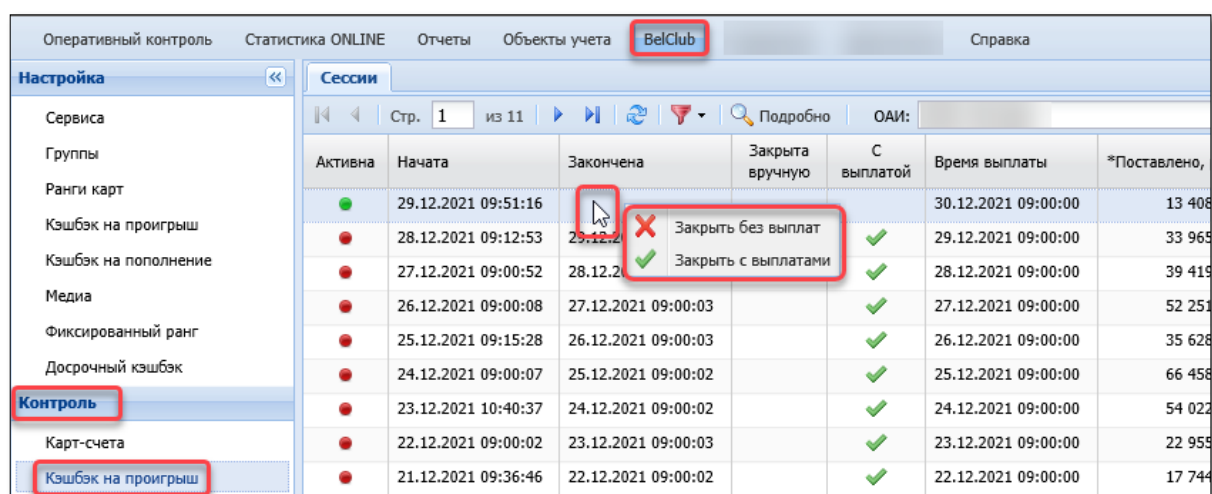 Оперативный контроль Статистика ONLINE Отчеты Объекты учета BelClub Справка
Настройка
Сервиса
Группы
Ранги карт
Кэшбэк на проигрыш
Кэшбэк на пополнение
Медиа
Фиксированный ранг
Досрочный кэшбэк
Контроль
Карт-счета
Кэшбэк на проигрыш
Сессии
Стр. 1 из 11 Подробно ОАИ:
Активна Начата Закончена Закрыта вручную С выплатой Время выплаты *Поставлено,
29.12.2021 09:51:16 30.12.2021 09:00:00 13 408
28.12.2021 09:12:53 29.12.2 29.12.2021 09:00:00 33 965
27.12.2021 09:00:52 28.12.20 28.12.2021 09:00:00 39 419
26.12.2021 09:00:08 27.12.2021 09:00:03 27.12.2021 09:00:00 52 251
25.12.2021 09:15:28 26.12.2021 09:00:03 26.12.2021 09:00:00 35 628
24.12.2021 09:00:07 25.12.2021 09:00:02 25.12.2021 09:00:00 66 458
23.12.2021 10:40:37 24.12.2021 09:00:02 24.12.2021 09:00:00 54 022
22.12.2021 09:00:02 23.12.2021 09:00:03 23.12.2021 09:00:00 22 955
21.12.2021 09:36:46 22.12.2021 09:00:02 22.12.2021 09:00:00 17 744
Закрыть без выплат
Закрыть с выплатами